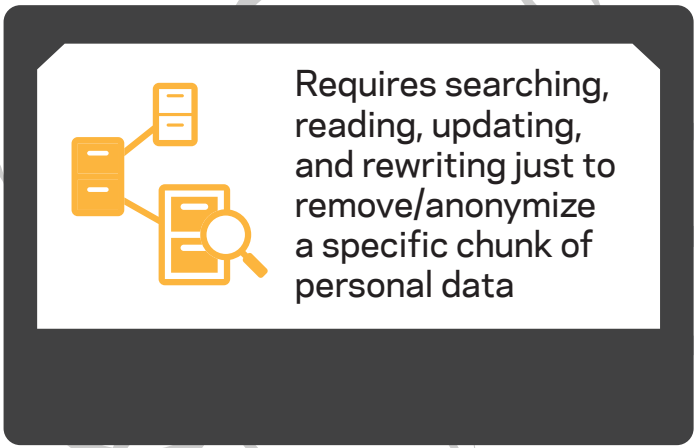 Requires searching,
reading, updating,
and rewriting just to
remove/anonymize
a specific chunk of
personal data